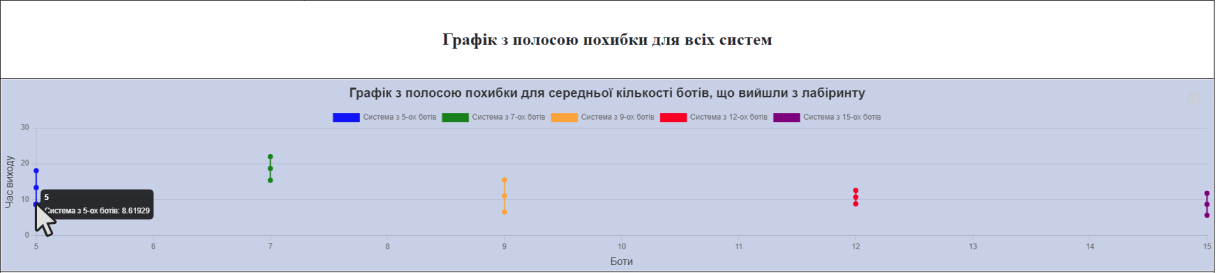 Графік з полосою похибки для всіх систем
Графік з полосою похибки для середньої кількості ботів, що вийшли з лабіринту
Система з 5-ох ботів Система з 7-ох ботів Система з 9-ох ботів Система з 12-ох ботів Система з 15-ох ботів
Час виходу
30
20
10
0
5
Система з 5-ох ботів: 8.61929
5 6 7 8 9 10 11 12 13 14 15
Боти